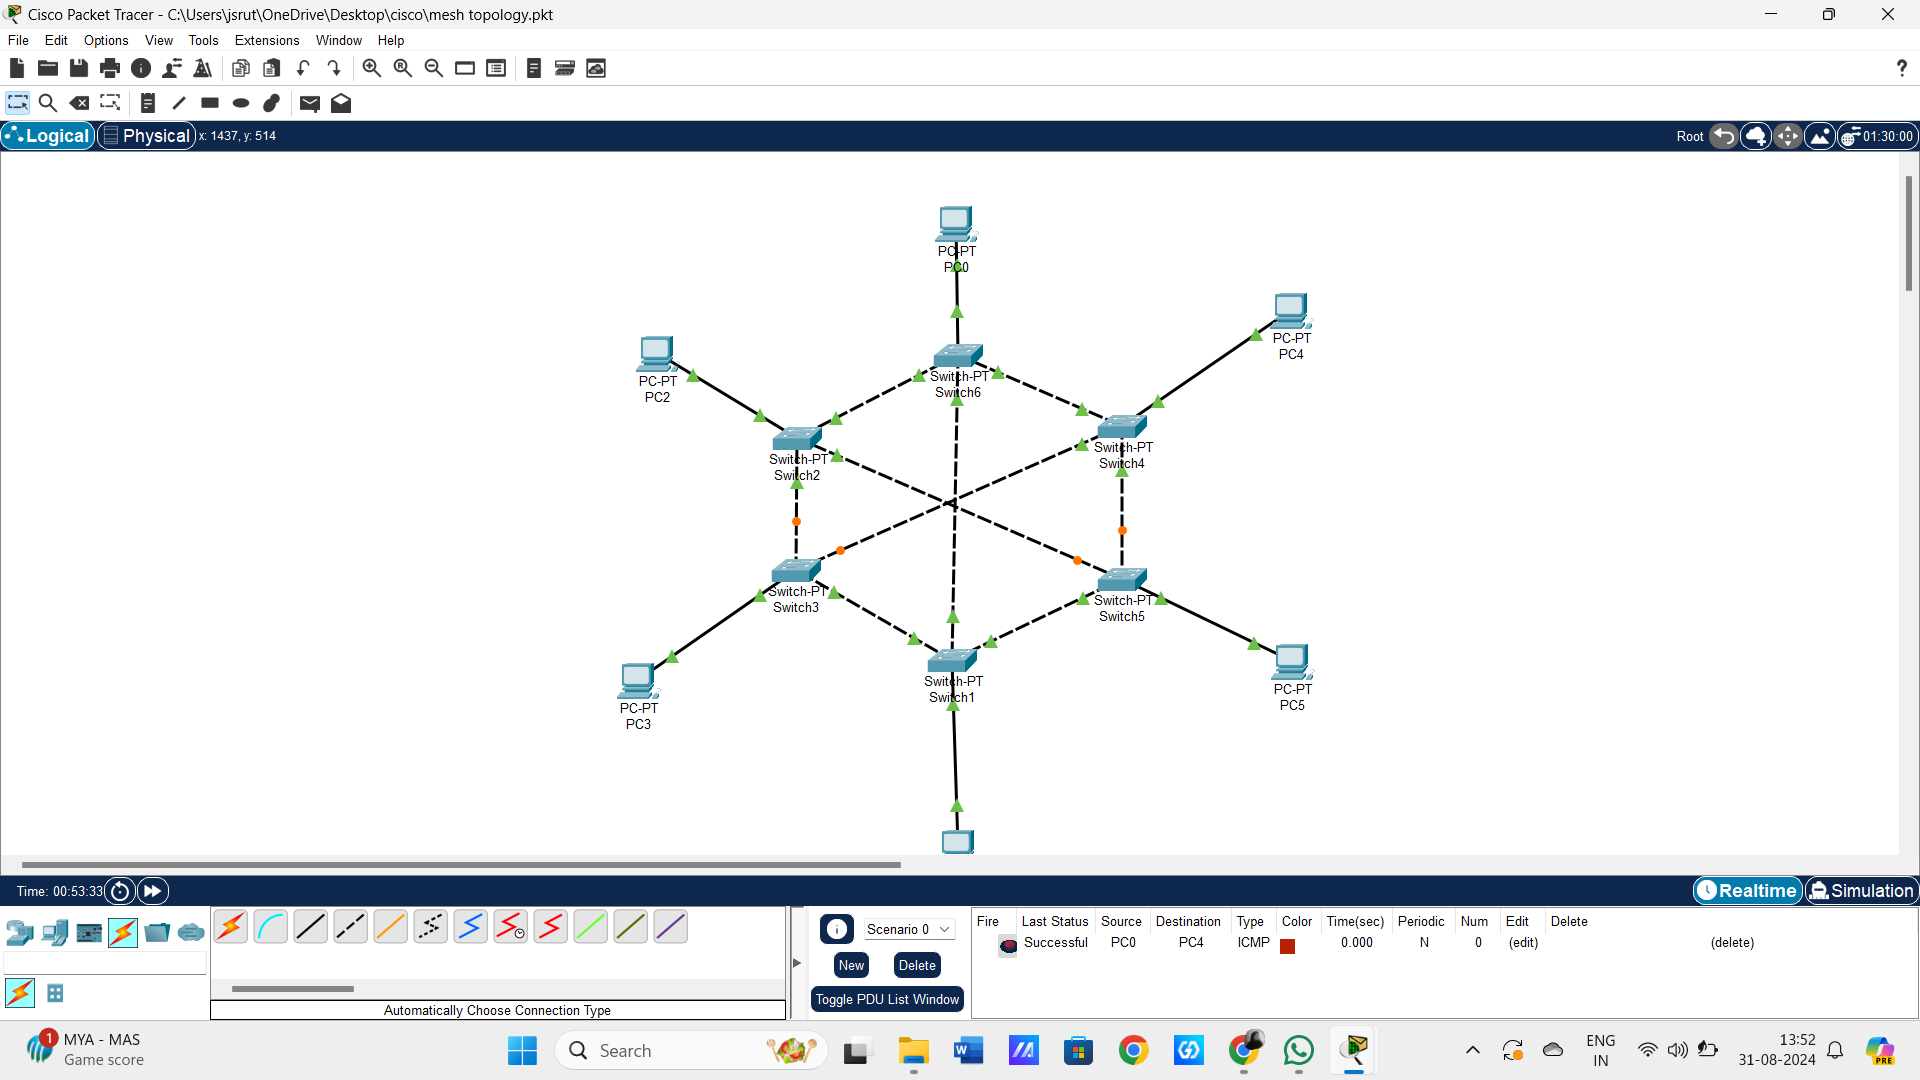 Cisco Packet Tracer - C:\Users\jsrut\OneDrive\Desktop\cisco\mesh topology.pkt
File Edit Options View Tools Extensions Window Help
?
Logical Physical x: 1437, y: 514 Root 01:30:00
PC-PT
PC0
PC-PT
PC4
PC-PT
PC2
Switch-PT
Switch6
Switch-PT
Switch4
Switch-PT
Switch2
Switch-PT
Switch3
Switch-PT
Switch5
Switch-PT
Switch1
PC-PT
PC5
PC-PT
PC3
Time: 00:53:33 Realtime Simulation
Scenario 0
New Delete
Toggle PDU List Window
Fire Last Status Source Destination Type Color Time(sec) Periodic Num Edit Delete
Successful PC0 PC4 ICMP 0.000 N 0 (edit) (delete)
Automatically Choose Connection Type
1 MYA - MAS
Game score
Search
ENG
IN
13:52
31-08-2024
PRE